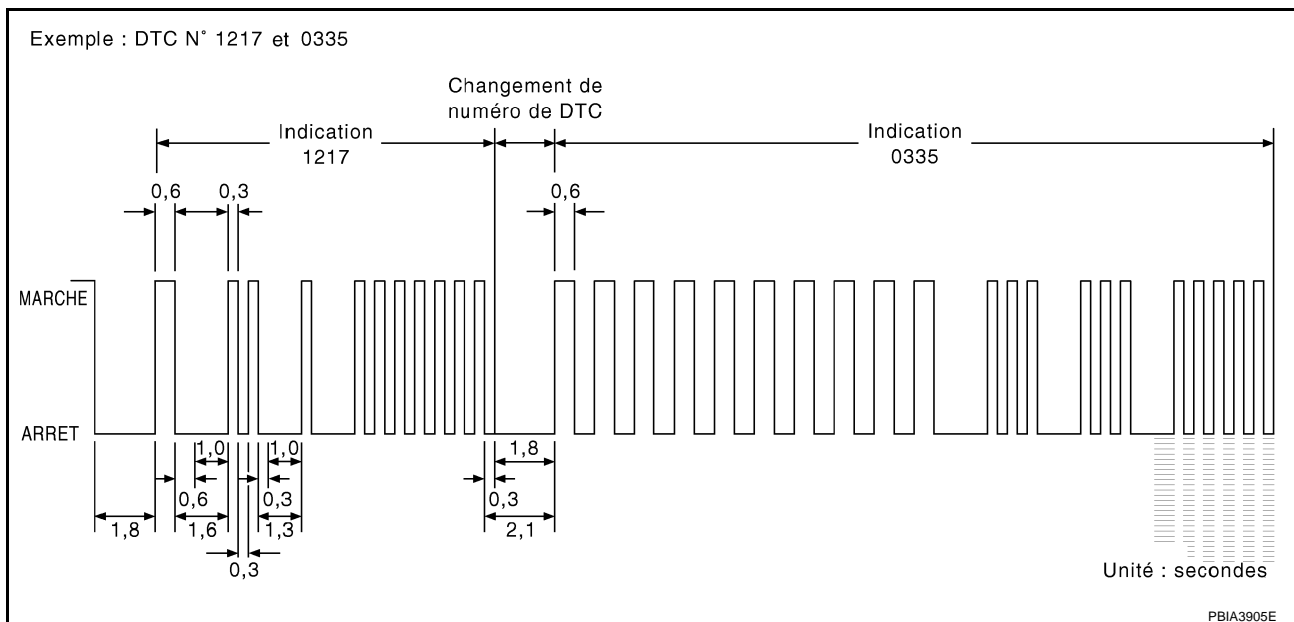 Exemple : DTC N° 1217 et 0335
Changement de
numéro de DTC
Indication
1217
Indication
0335
0,6
0,3
0,6
MARCHE
ARRET
1,0
1,0
1,8
0,6
0,3
0,3
1,8
1,6
1,3
2,1
0,3
Unité : secondes
PBIA3905E